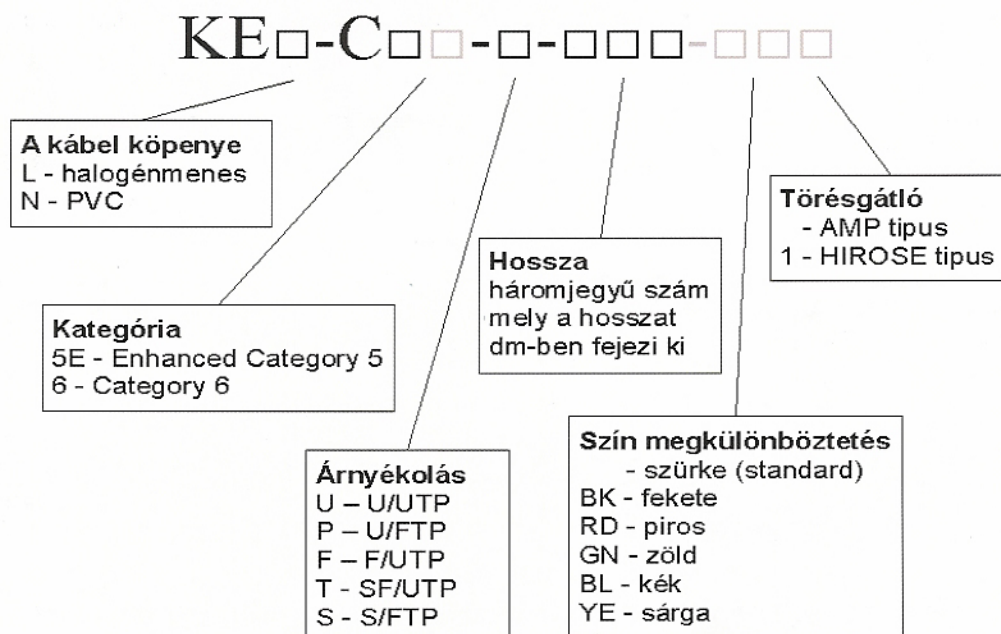 KE□-C□□-□-□□□-□□□
A kábel köpenye
L - halogénmenes
N - PVC
Kategória
5E - Enhanced Category 5
6 - Category 6
Árnyékolás
U – U/UTP
P – U/FTP
F – F/UTP
T - SF/UTP
S - S/FTP
Hossza
háromjegyű szám
mely a hosszat
dm-ben fejezi ki
Szín megkülönböztetés
- szürke (standard)
BK - fekete
RD - piros
GN - zöld
BL - kék
YE - sárga
Törésgátló
- AMP tipus
1 - HIROSE tipus